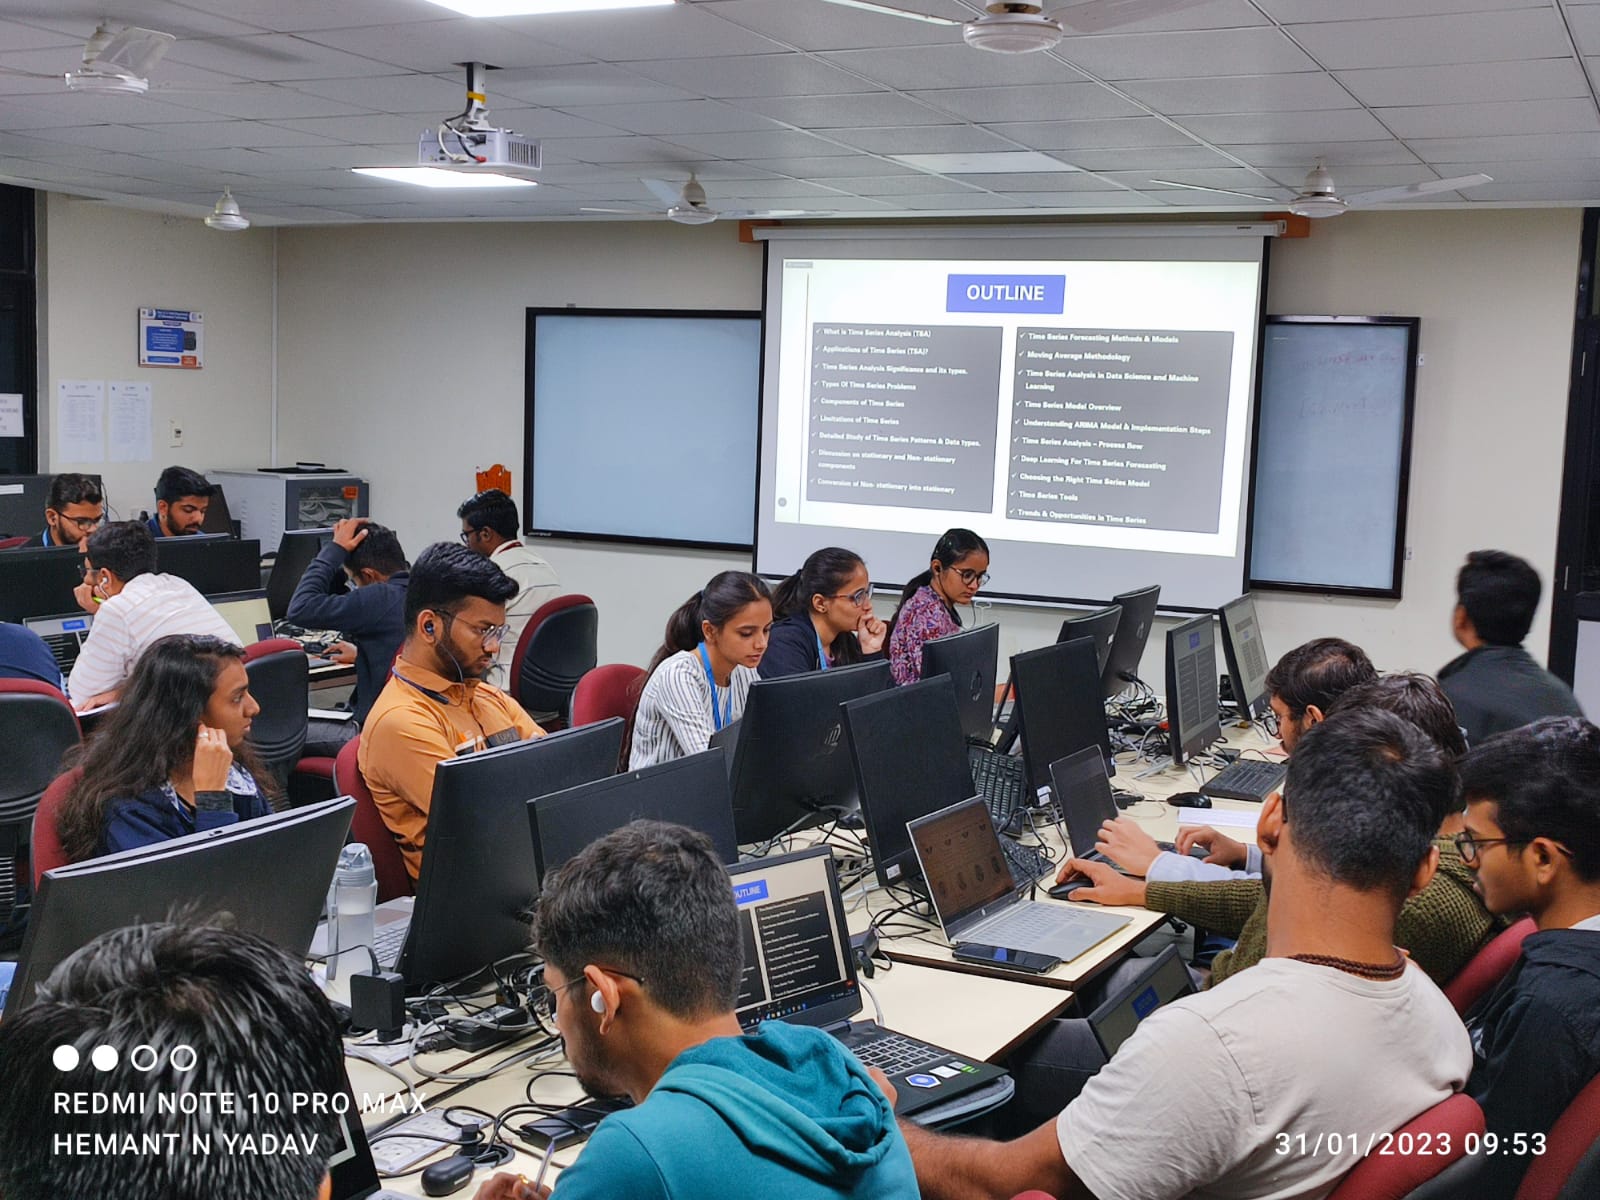 OUTLINE
✓ What is Time Series Analysis (TSA)
✓ Applications of Time Series (TSA)?
✓ Time Series Analysis Significance and its types.
✓ Types Of Time Series Problems
✓ Components of Time Series
✓ Limitations of Time Series
✓ Detailed Study of Time Series Patterns & Data types.
✓ Discussion on stationary and Non- stationary
components
✓ Conversion of Non- stationary into stationary
✓ Time Series Forecasting Methods & Models
✓ Moving Average Methodology
✓ Time Series Analysis in Data Science and Machine
Learning
✓ Time Series Model Overview
✓ Understanding ARIMA Model & Implementation Steps
✓ Time Series Analysis – Process flow
✓ Deep Learning For Time Series Forecasting
✓ Choosing the Right Time Series Model
✓ Time Series Tools
✓ Trends & Opportunities in Time Series
OUTLINE
REDMI NOTE 10 PRO MAX
HEMANT N YADAV
31/01/2023 09:53